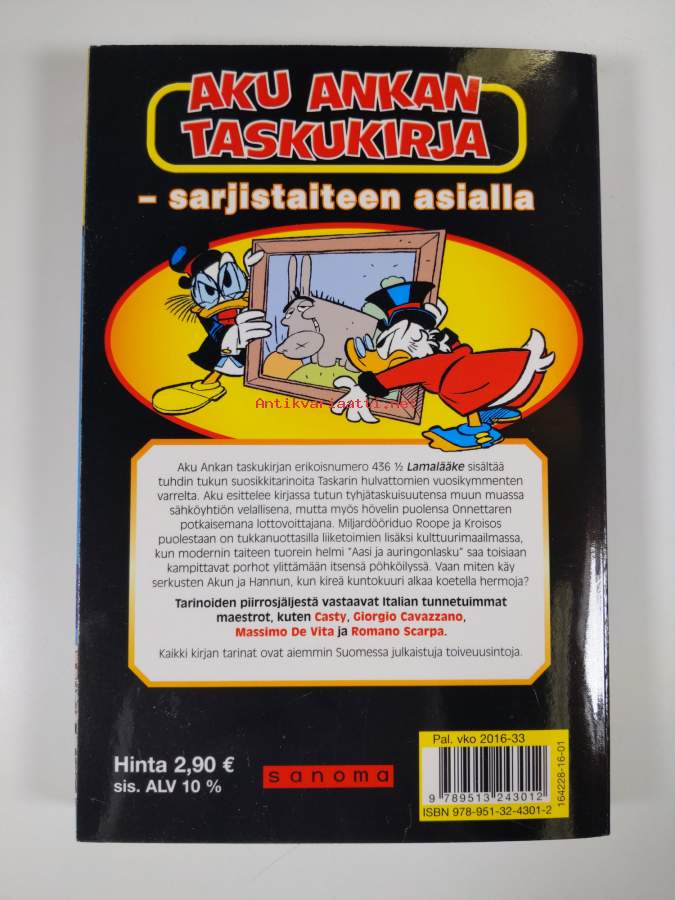 AKU ANKAN
TASKUKIRJA
– sarjistaiteen asialla
Antikvariaatti.net
Aku Ankan taskukirjan erikoisnumero 436 ½ Lamalääke sisältää
tuhdin tukun suosikkitarinoita Taskarin hulvattomien vuosikymmenten
varrelta. Aku esittelee kirjassa tutun tyhjätaskuisuutensa muun muassa
sähköyhtiön velallisena, mutta myös hövelin puolensa Onnettaren
potkaisemana lottovoittajana. Miljardööriduo Roope ja Kroisos
puolestaan on tukkanuottasilla liiketoimien lisäksi kulttuurimaailmassa,
kun modernin taiteen tuorein helmi "Aasi ja auringonlasku" saa toisiaan
kampittavat porhot ylittämään itsensä pöhköilyssä. Vaan miten käy
serkusten Akun ja Hannun, kun kireä kuntokuuri alkaa koetella hermoja?
Tarinoiden piirrosjäljestä vastaavat Italian tunnetuimmat
maestrot, kuten Casty, Giorgio Cavazzano,
Massimo De Vita ja Romano Scarpa.
Kaikki kirjan tarinat ovat aiemmin Suomessa julkaistuja toiveuusintoja.
Hinta 2,90 €
sis. ALV 10 %
sanoma
Pal. vko 2016-33
9 789513 243012
ISBN 978-951-32-4301-2
164228-16-01